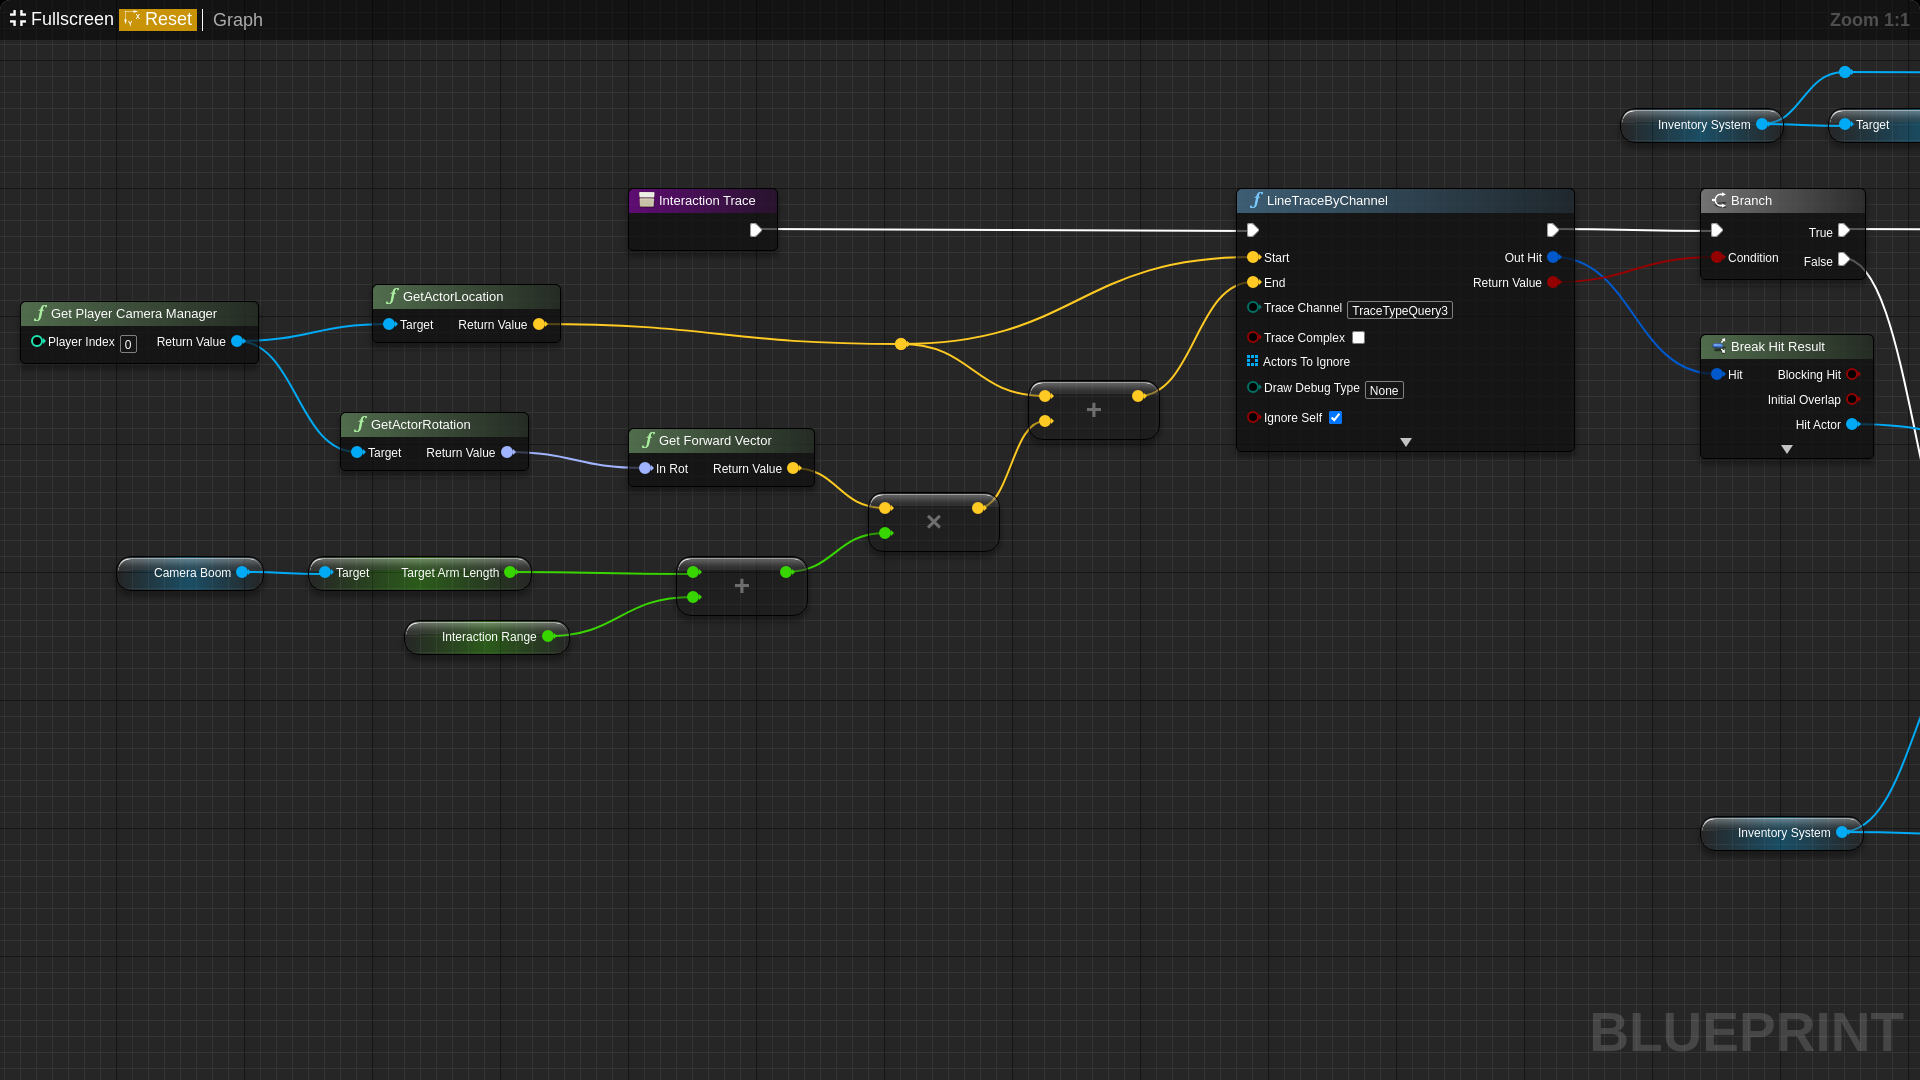 Fullscreen Reset Graph
Zoom 1:1
Inventory System
Target
Interaction Trace
LineTraceByChannel
Start
Out Hit
End
Return Value
Trace Channel TraceTypeQuery3
Trace Complex
Actors To Ignore
Draw Debug Type None
Ignore Self
Branch
True
Condition
False
Get Player Camera Manager
Player Index 0 Return Value
GetActorLocation
Target Return Value
Break Hit Result
Hit Blocking Hit
Initial Overlap
Hit Actor
+
GetActorRotation
Target Return Value
Get Forward Vector
In Rot Return Value
×
Camera Boom
Target Target Arm Length
+
Interaction Range
Inventory System
BLUEPRINT